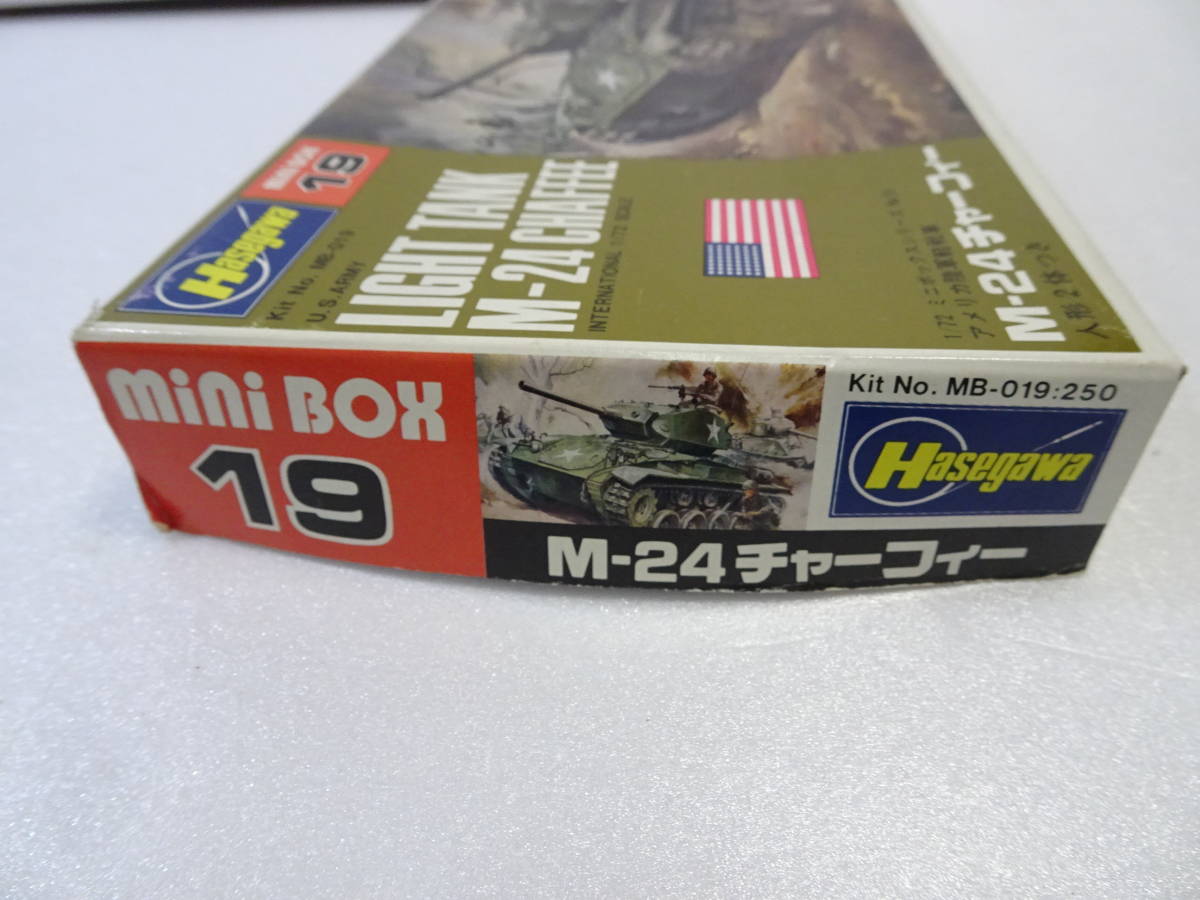 mini BOX
19
Hasegawa
Kit No. MB-019
U.S. ARMY
LIGHT TANK
M-24 CHAFFEE
INTERNATIONAL 1/72 SCALE
1/72 ミニボックスシリーズ No.19
アメリカ陸軍軽戦車
M-24チャーフィー
人形2体つき
mini BOX
19
Kit No. MB-019:250
Hasegawa
M-24チャーフィー